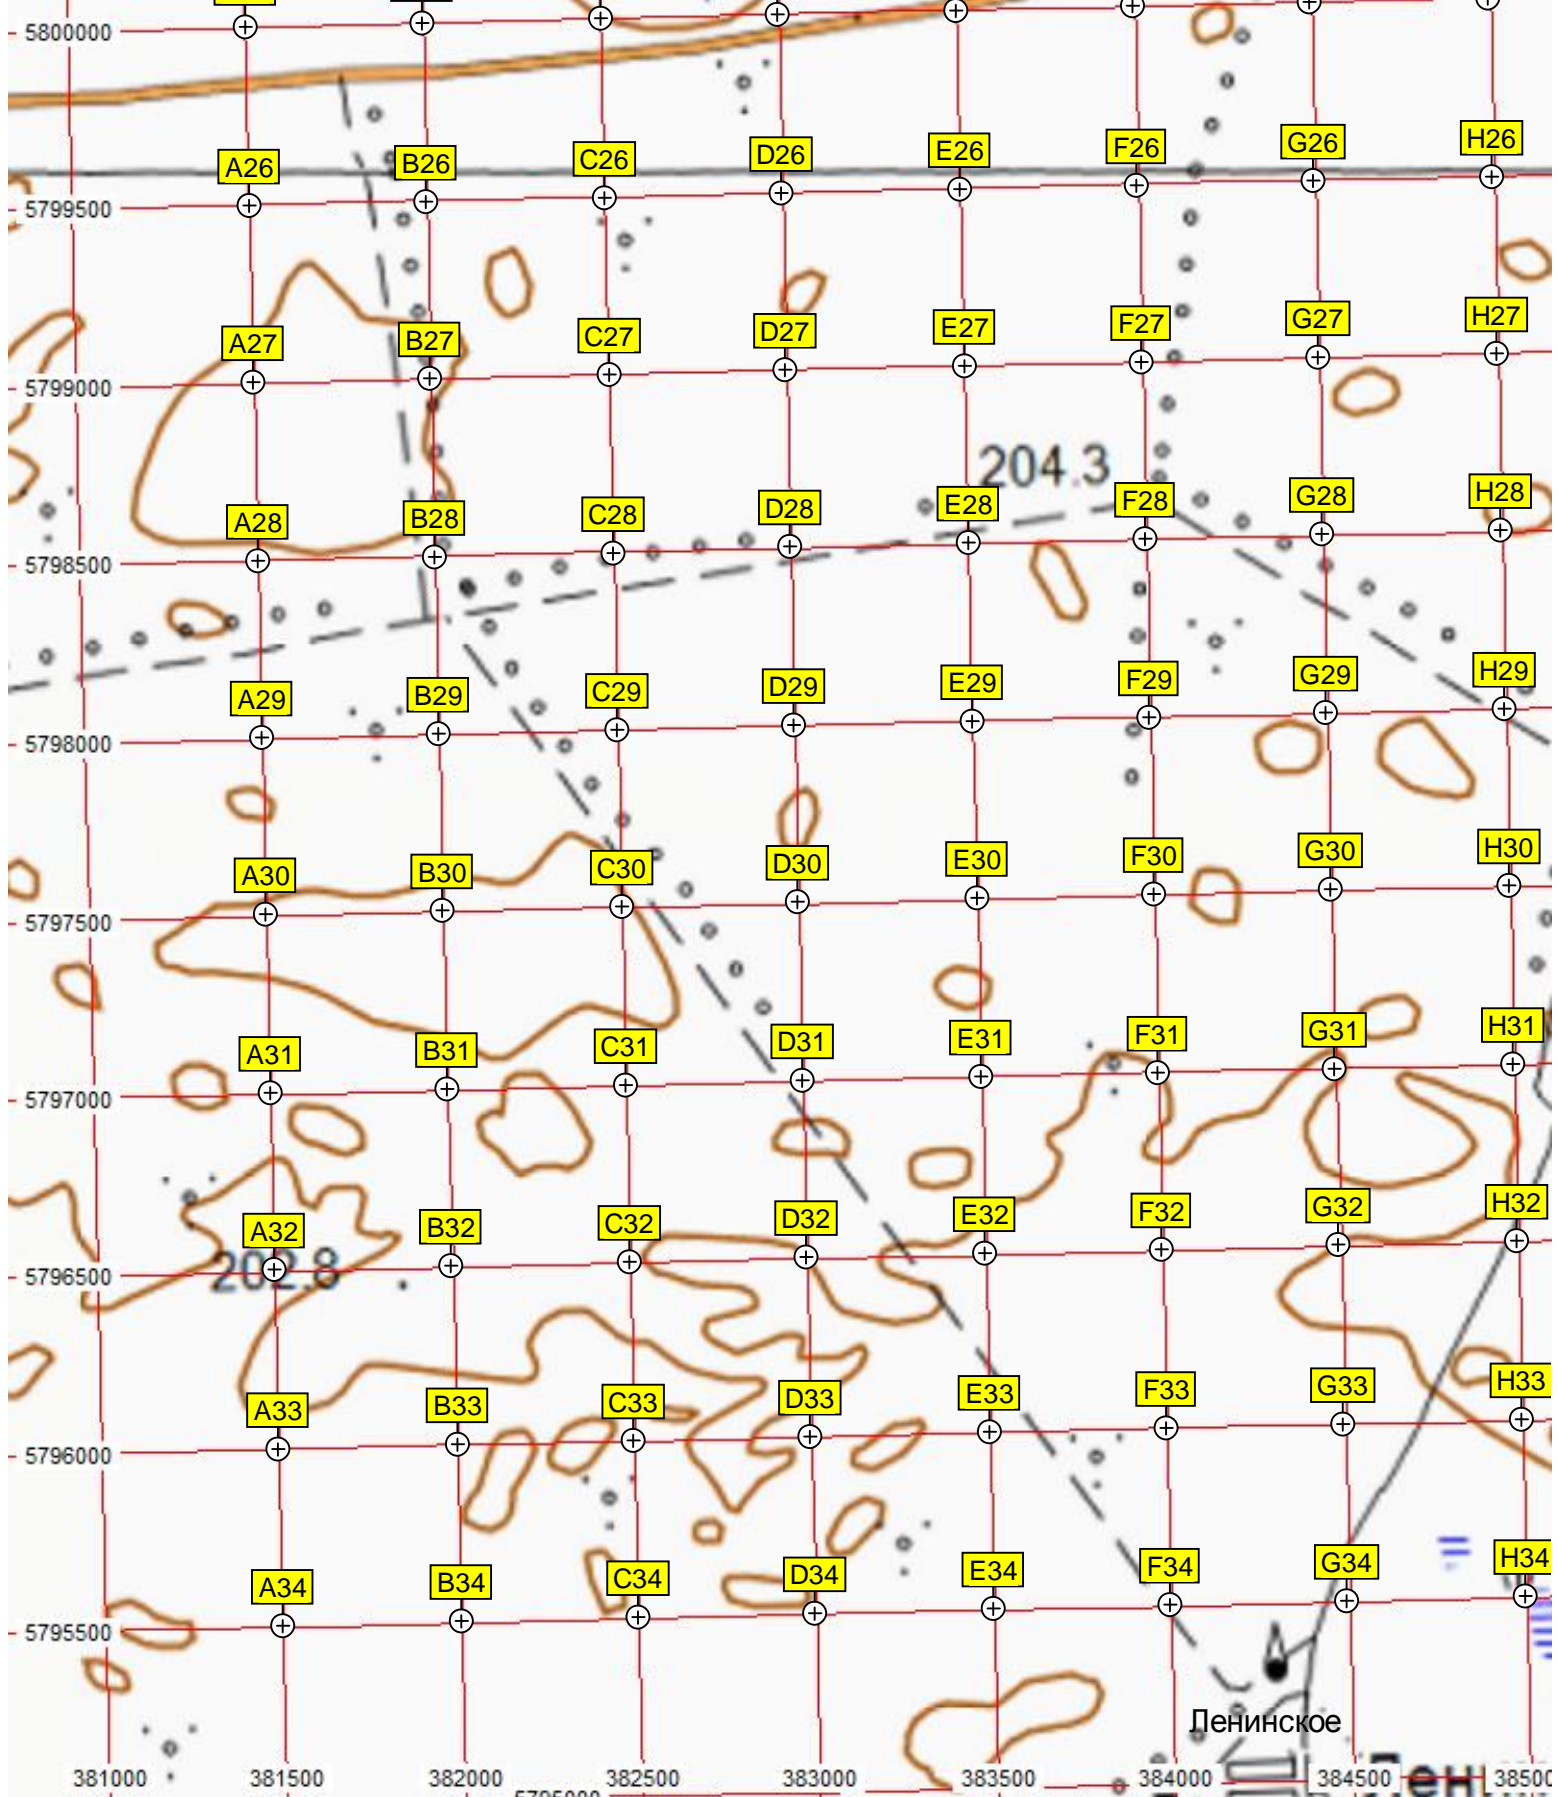 5800000
A26 B26 C26 D26 E26 F26 G26 H26
5799500
A27 B27 C27 D27 E27 F27 G27 H27
5799000
204.3
A28 B28 C28 D28 E28 F28 G28 H28
5798500
A29 B29 C29 D29 E29 F29 G29 H29
5798000
A30 B30 C30 D30 E30 F30 G30 H30
5797500
A31 B31 C31 D31 E31 F31 G31 H31
5797000
A32 B32 C32 D32 E32 F32 G32 H32
202.8
5796500
A33 B33 C33 D33 E33 F33 G33 H33
5796000
A34 B34 C34 D34 E34 F34 G34 H34
5795500
Ленинское
381000 381500 382000 382500 383000 383500 384000 384500